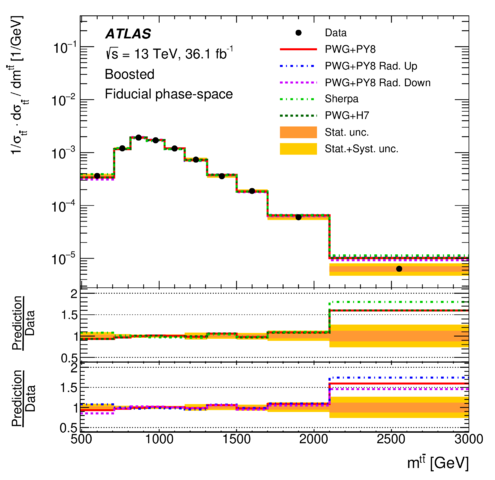 ATLAS
√s = 13 TeV, 36.1 fb⁻¹
Boosted
Fiducial phase-space
Data
PWG+PY8
PWG+PY8 Rad. Up
PWG+PY8 Rad. Down
Sherpa
PWG+H7
Stat. unc.
Stat.+Syst. unc.
1/σtt̄ · dσtt̄ / dmtt̄ [1/GeV]
10⁻¹
10⁻²
10⁻³
10⁻⁴
10⁻⁵
Prediction
Data
2
1.5
1
0.5
Prediction
Data
2
1.5
1
0.5
500 1000 1500 2000 2500 3000
mtt̄ [GeV]